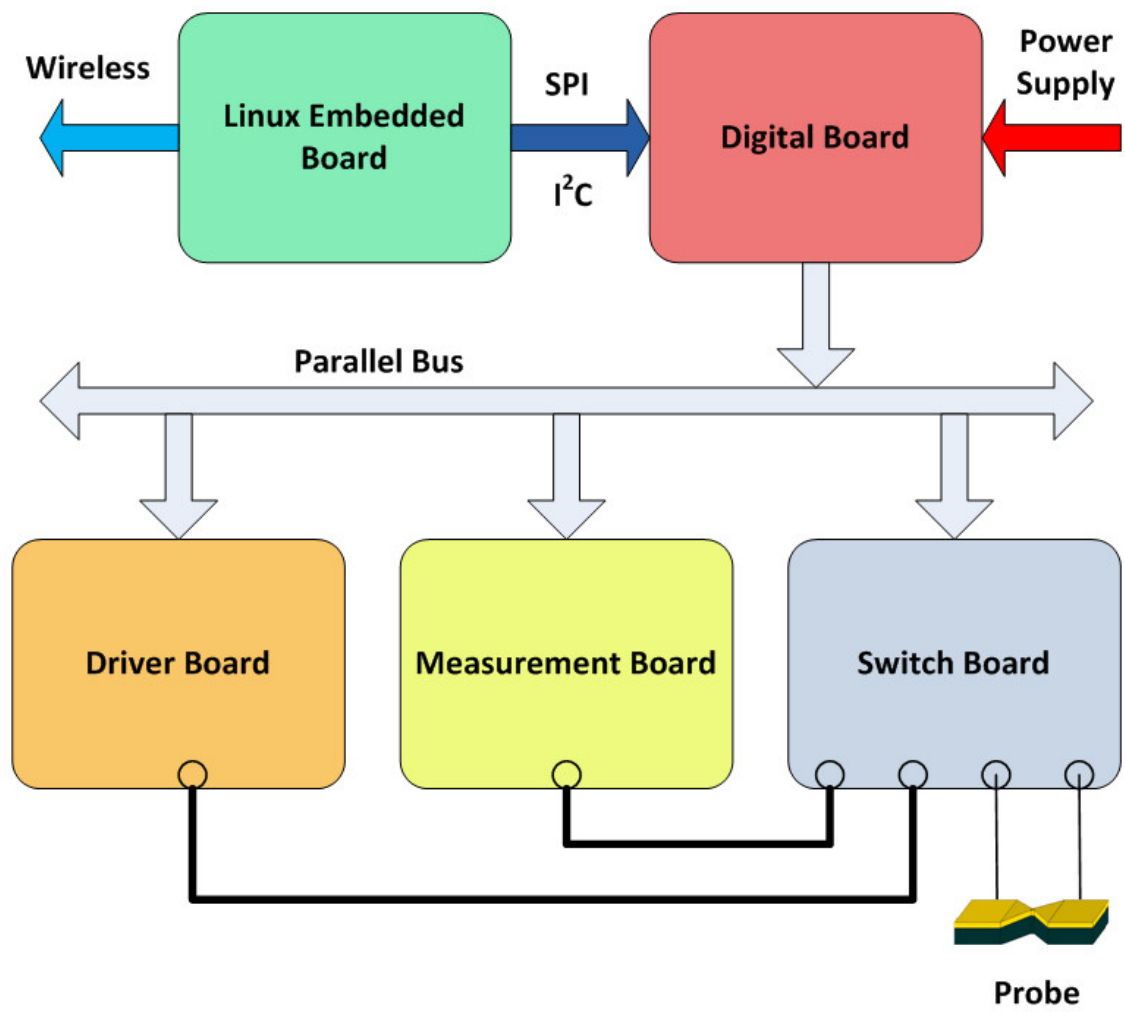 Wireless
Linux Embedded
Board
SPI
I²C
Digital Board
Power
Supply
Parallel Bus
Driver Board
Measurement Board
Switch Board
Probe